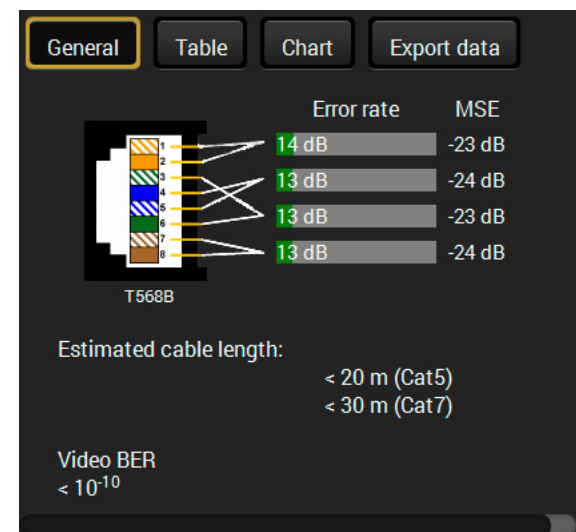 General Table Chart Export data
Error rate MSE
1 14 dB -23 dB
2
3 13 dB -24 dB
4
5 13 dB -23 dB
6
7 13 dB -24 dB
8
T568B
Estimated cable length:
< 20 m (Cat5)
< 30 m (Cat7)
Video BER
< 10⁻¹⁰